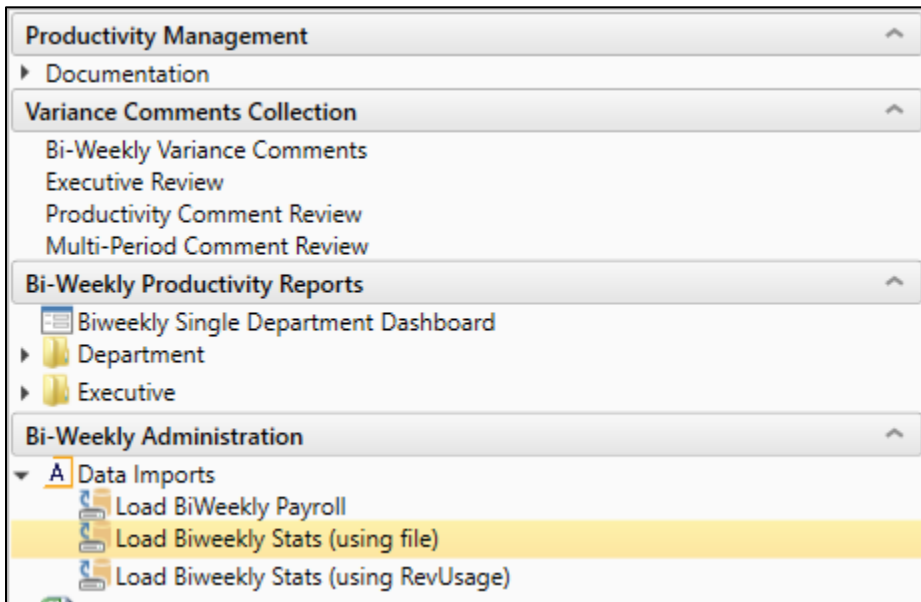 Productivity Management
Documentation
Variance Comments Collection
Bi-Weekly Variance Comments
Executive Review
Productivity Comment Review
Multi-Period Comment Review
Bi-Weekly Productivity Reports
Biweekly Single Department Dashboard
Department
Executive
Bi-Weekly Administration
A Data Imports
Load BiWeekly Payroll
Load Biweekly Stats (using file)
Load Biweekly Stats (using RevUsage)